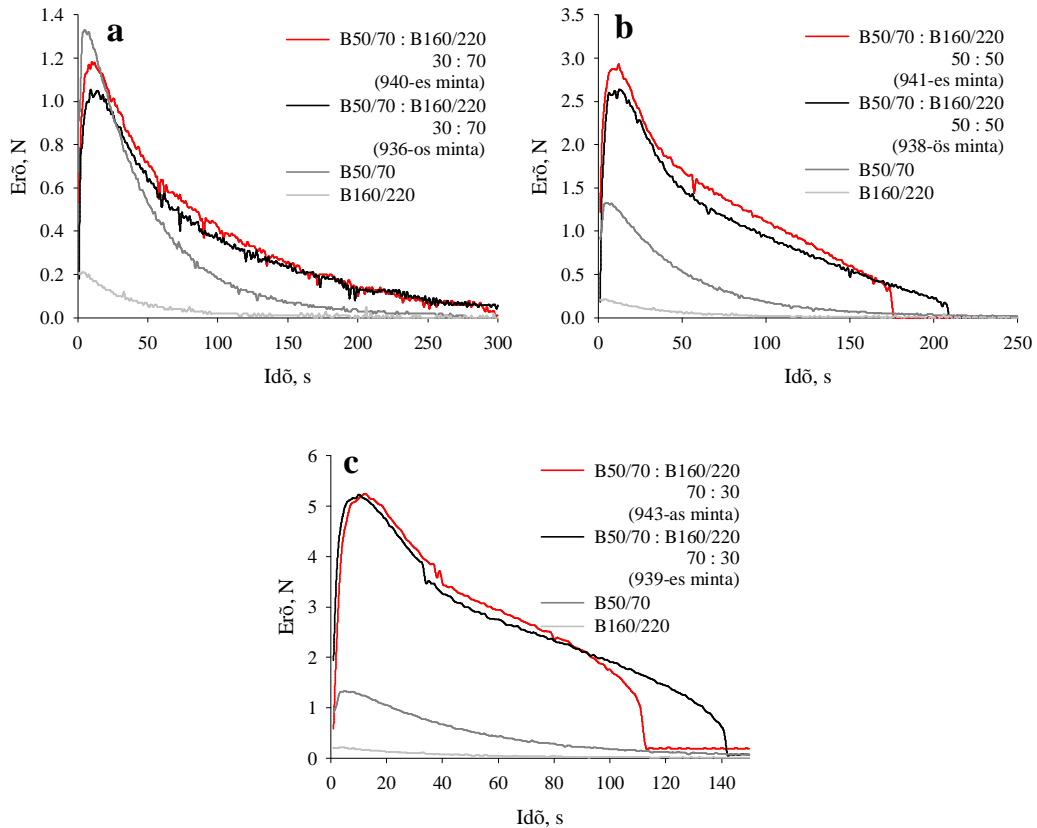 a
B50/70 : B160/220
30 : 70
(940-es minta)
B50/70 : B160/220
30 : 70
(936-os minta)
B50/70
B160/220
Erõ, N
1.4
1.2
1.0
0.8
0.6
0.4
0.2
0.0
0 50 100 150 200 250 300
Idõ, s
b
B50/70 : B160/220
50 : 50
(941-es minta)
B50/70 : B160/220
50 : 50
(938-ös minta)
B50/70
B160/220
Erõ, N
3.5
3.0
2.5
2.0
1.5
1.0
0.5
0.0
0 50 100 150 200 250
Idõ, s
c
B50/70 : B160/220
70 : 30
(943-as minta)
B50/70 : B160/220
70 : 30
(939-es minta)
B50/70
B160/220
Erõ, N
6
5
4
3
2
1
0
0 20 40 60 80 100 120 140
Idõ, s